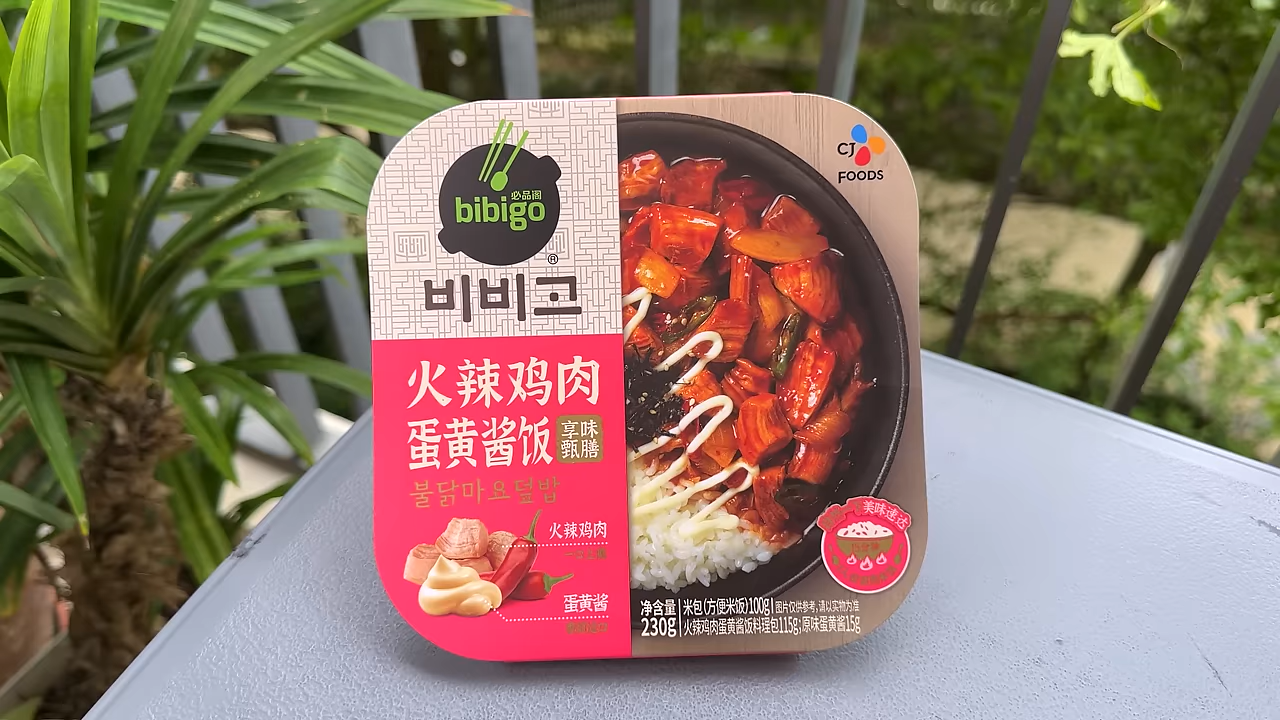 必品阁
bibigo
®
비비고
CJ
FOODS
火辣鸡肉
蛋黄酱饭
享味
甄膳
불닭마요덮밥
火辣鸡肉
蛋黄酱
美味速达
净含量
230g
米包(方便米饭)100g
图片仅供参考,请以实物为准
火辣鸡肉蛋黄酱饭料理包115g;原味蛋黄酱15g